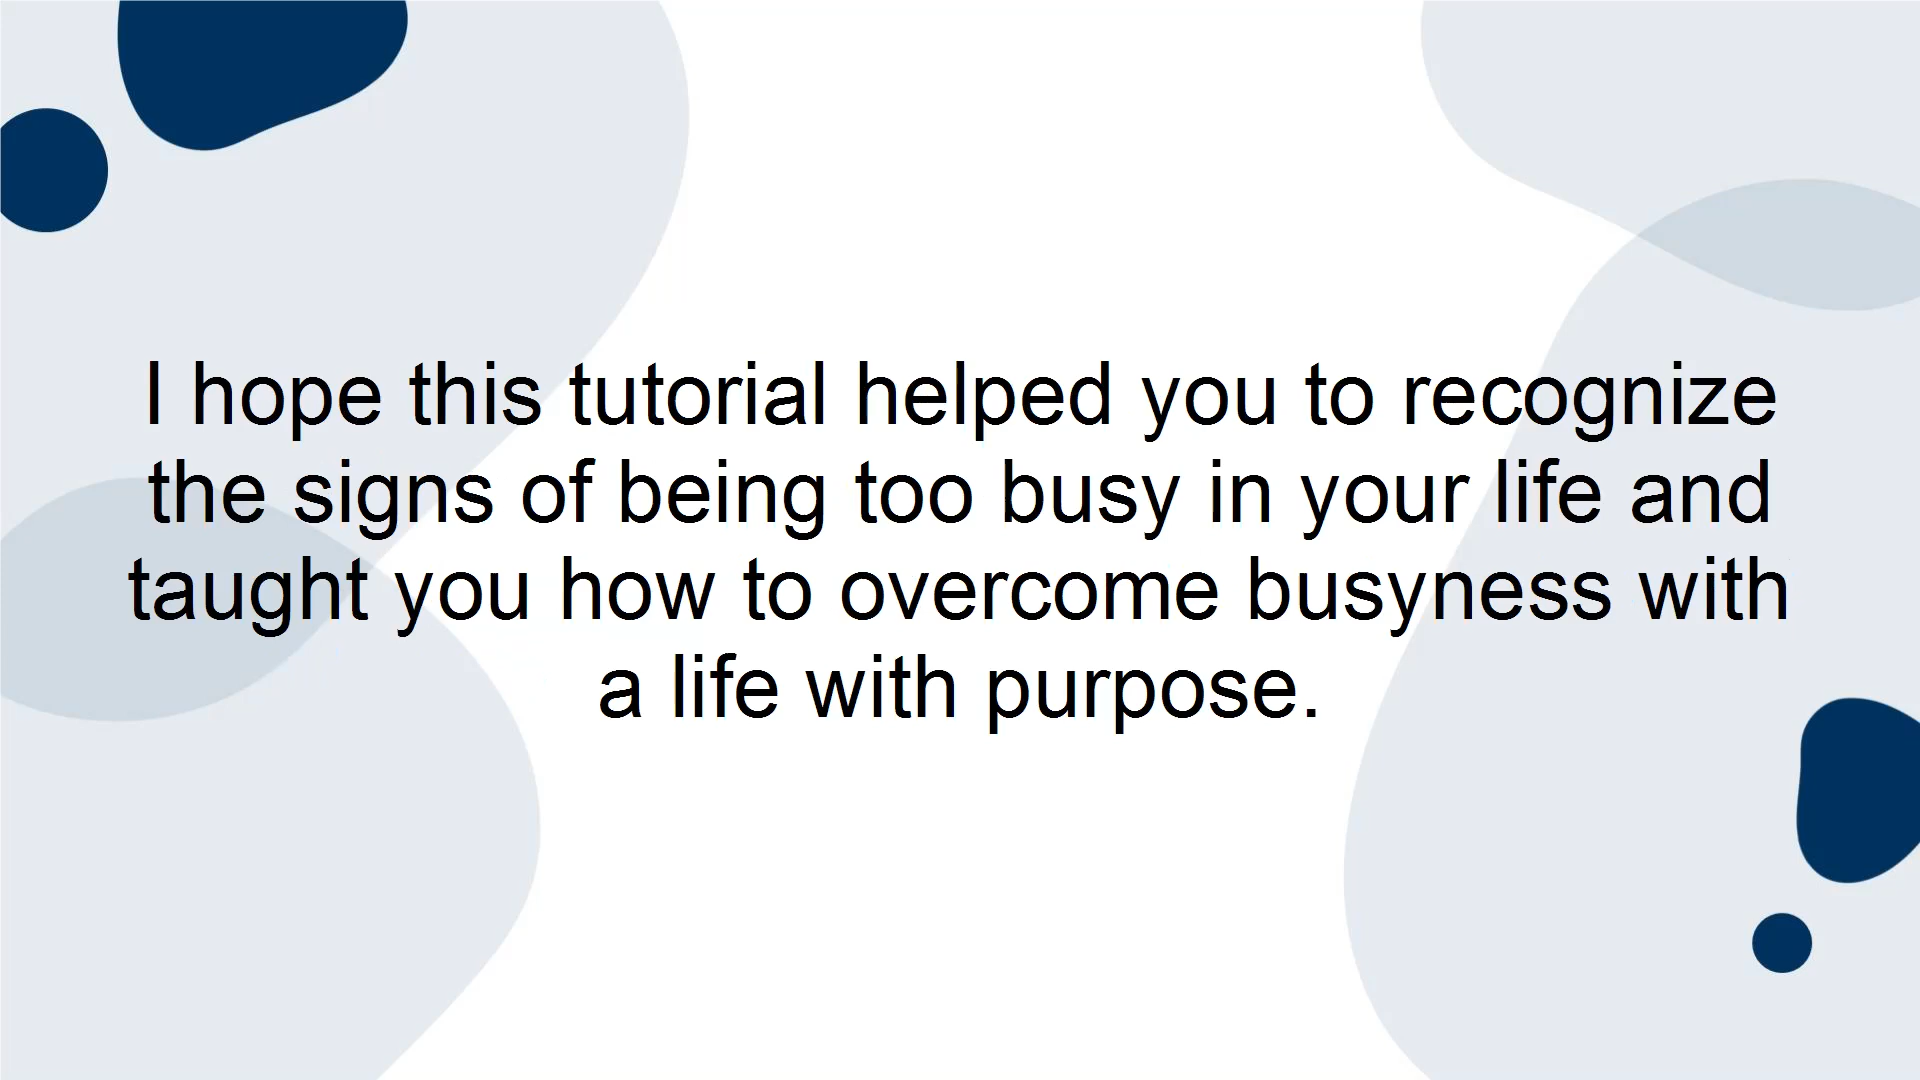 I hope this tutorial helped you to recognize
the signs of being too busy in your life and
taught you how to overcome busyness with
a life with purpose.